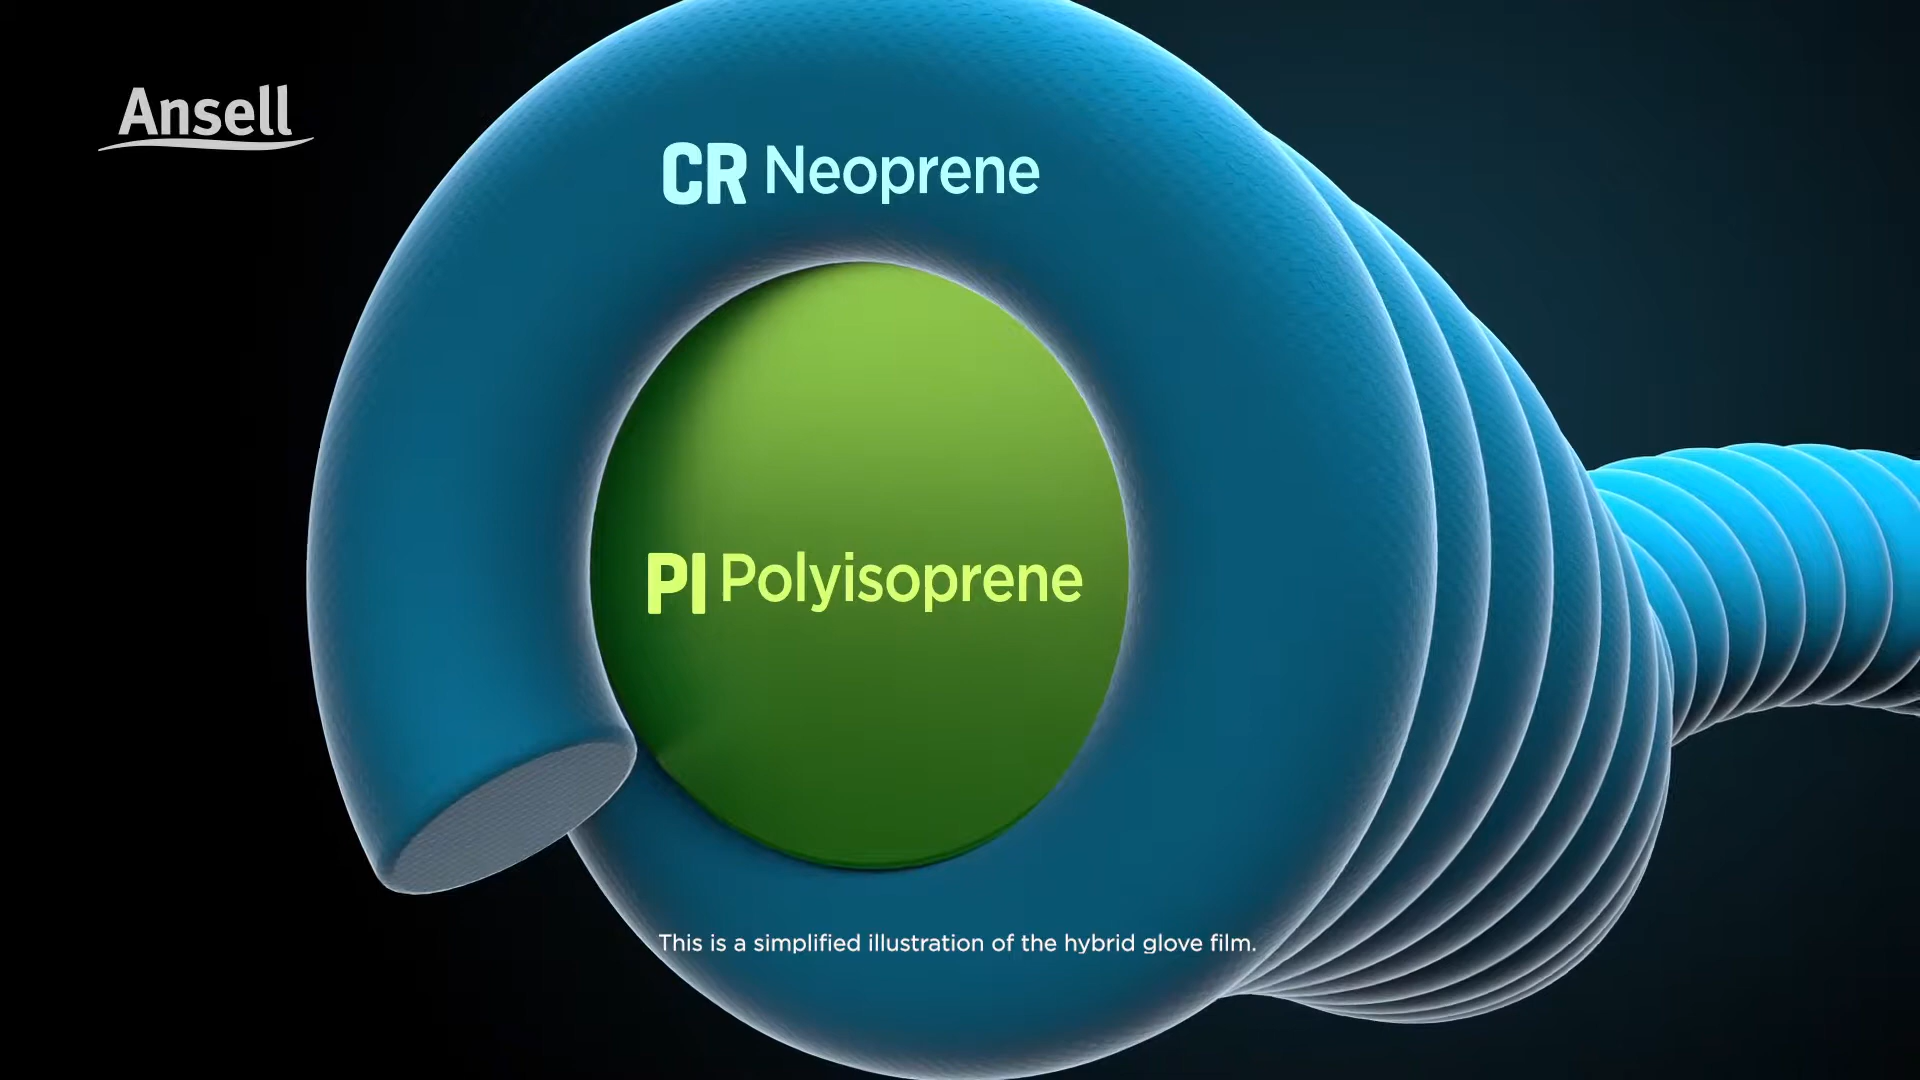 Ansell
CR Neoprene
PI Polyisoprene
This is a simplified illustration of the hybrid glove film.